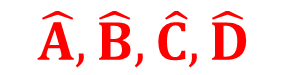 Â, B̂, Ĉ, D̂